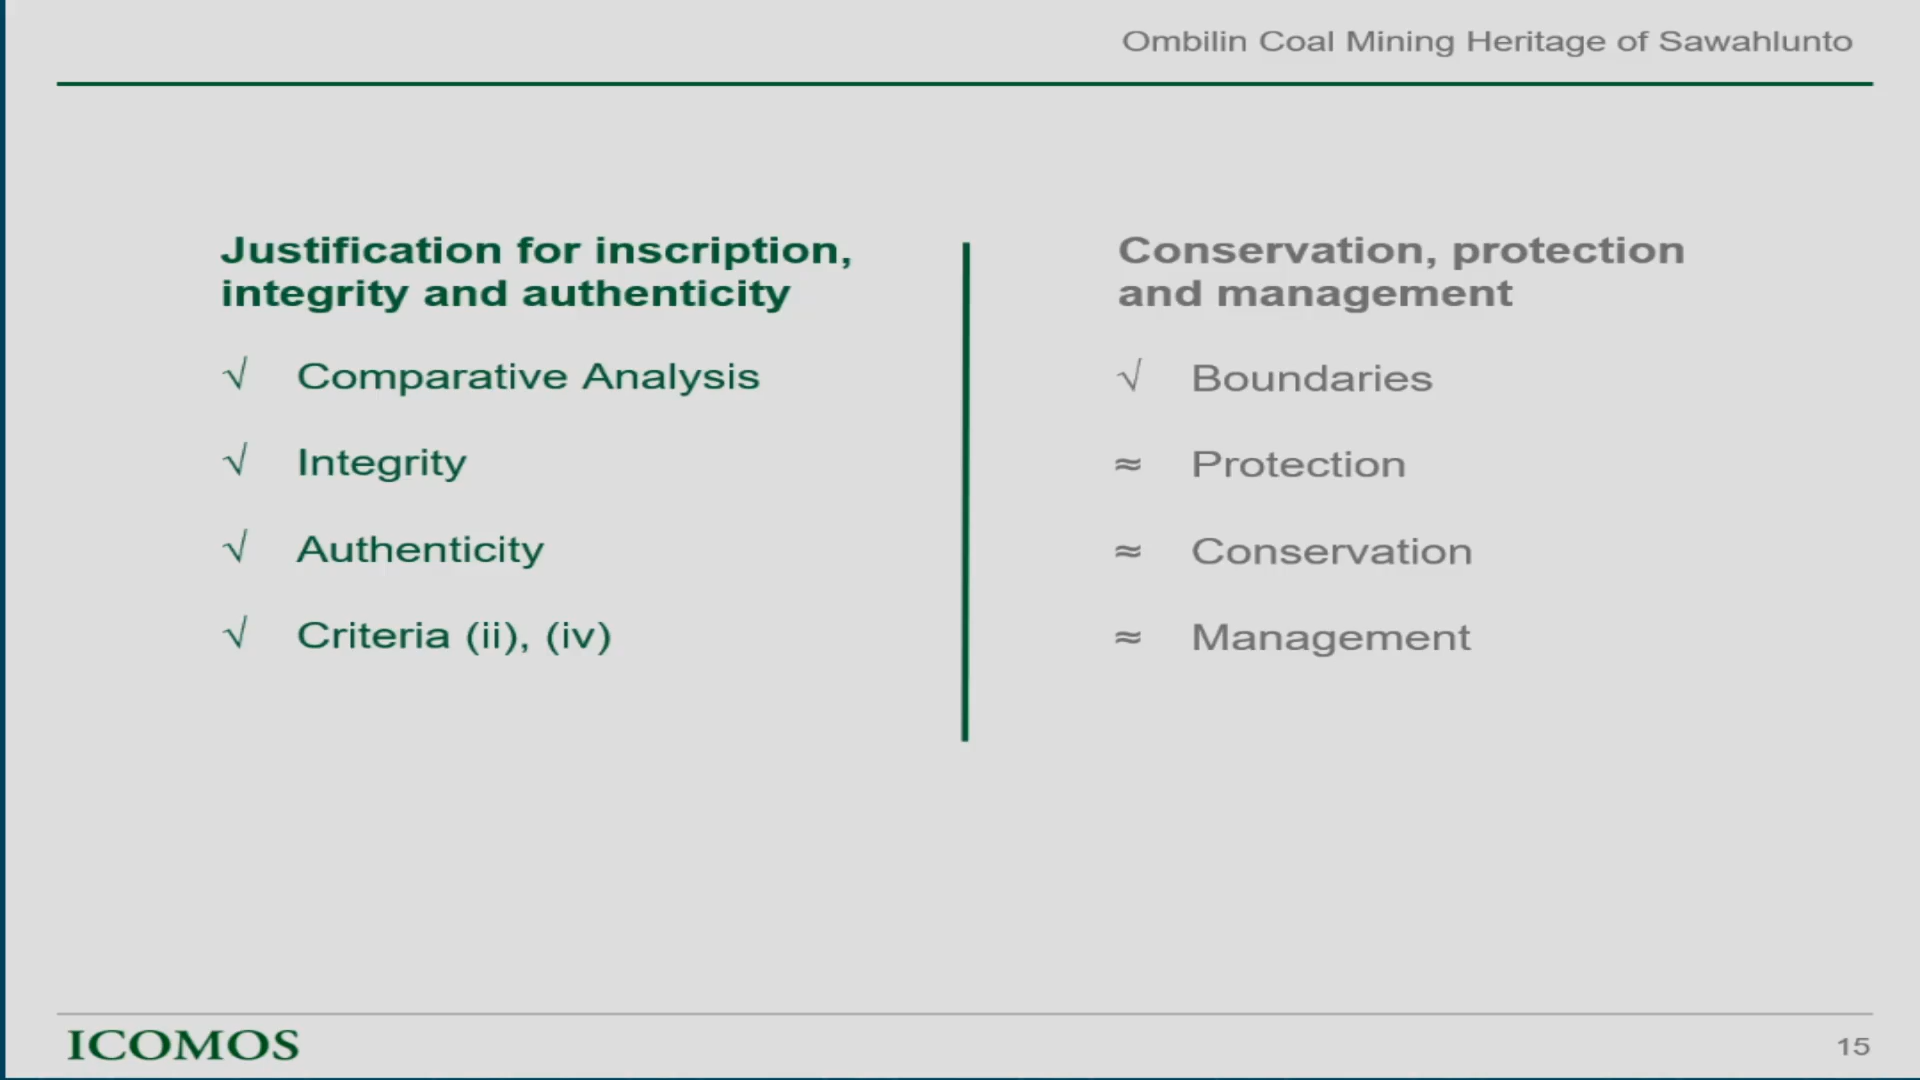 Ombilin Coal Mining Heritage of Sawahlunto
Justification for inscription,
integrity and authenticity
√ Comparative Analysis
√ Integrity
√ Authenticity
√ Criteria (ii), (iv)
Conservation, protection
and management
√ Boundaries
≈ Protection
≈ Conservation
≈ Management
ICOMOS
15